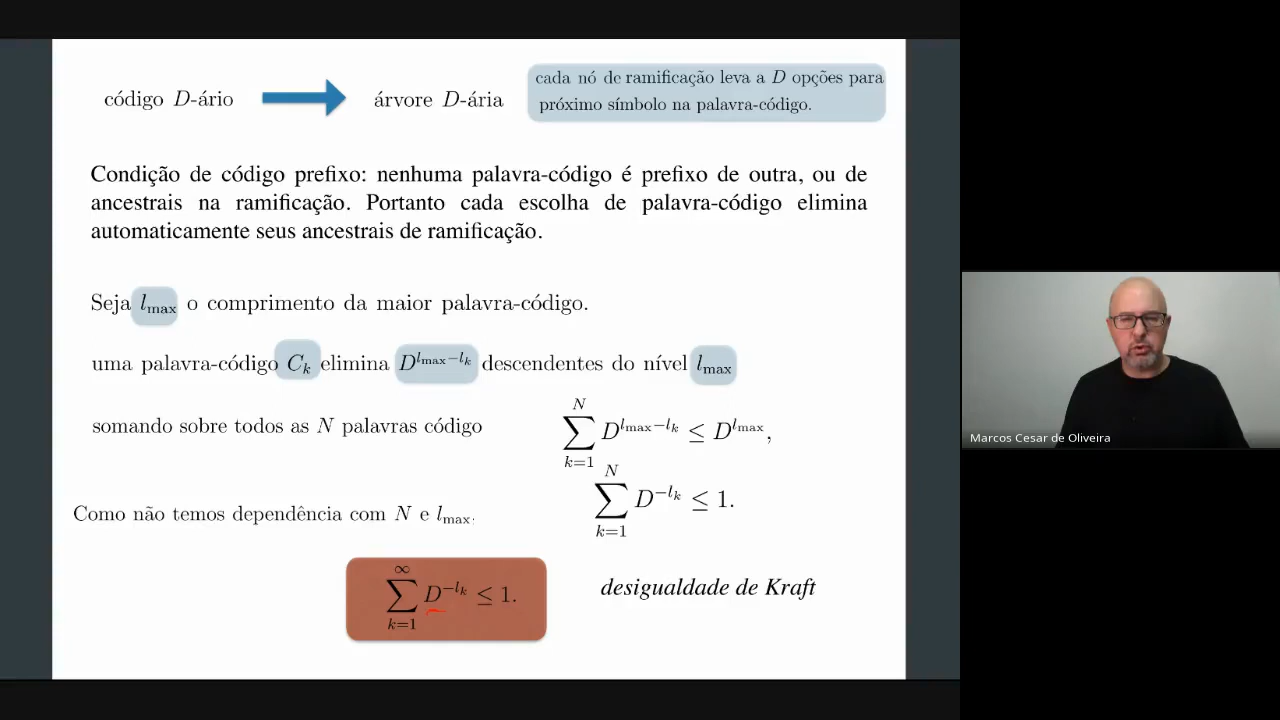 código D-ário
árvore D-ária
cada nó de ramificação leva a D opções para
próximo símbolo na palavra-código.
Condição de código prefixo: nenhuma palavra-código é prefixo de outra, ou de
ancestrais na ramificação. Portanto cada escolha de palavra-código elimina
automaticamente seus ancestrais de ramificação.
Seja l_max o comprimento da maior palavra-código.
uma palavra-código C_k elimina D^{l_max−l_k} descendentes do nível l_max
somando sobre todos as N palavras código
∑_{k=1}^{N} D^{l_max−l_k} ≤ D^{l_max},
∑_{k=1}^{N} D^{−l_k} ≤ 1.
Como não temos dependência com N e l_max.
∑_{k=1}^{∞} D^{−l_k} ≤ 1.
desigualdade de Kraft
Marcos Cesar de Oliveira